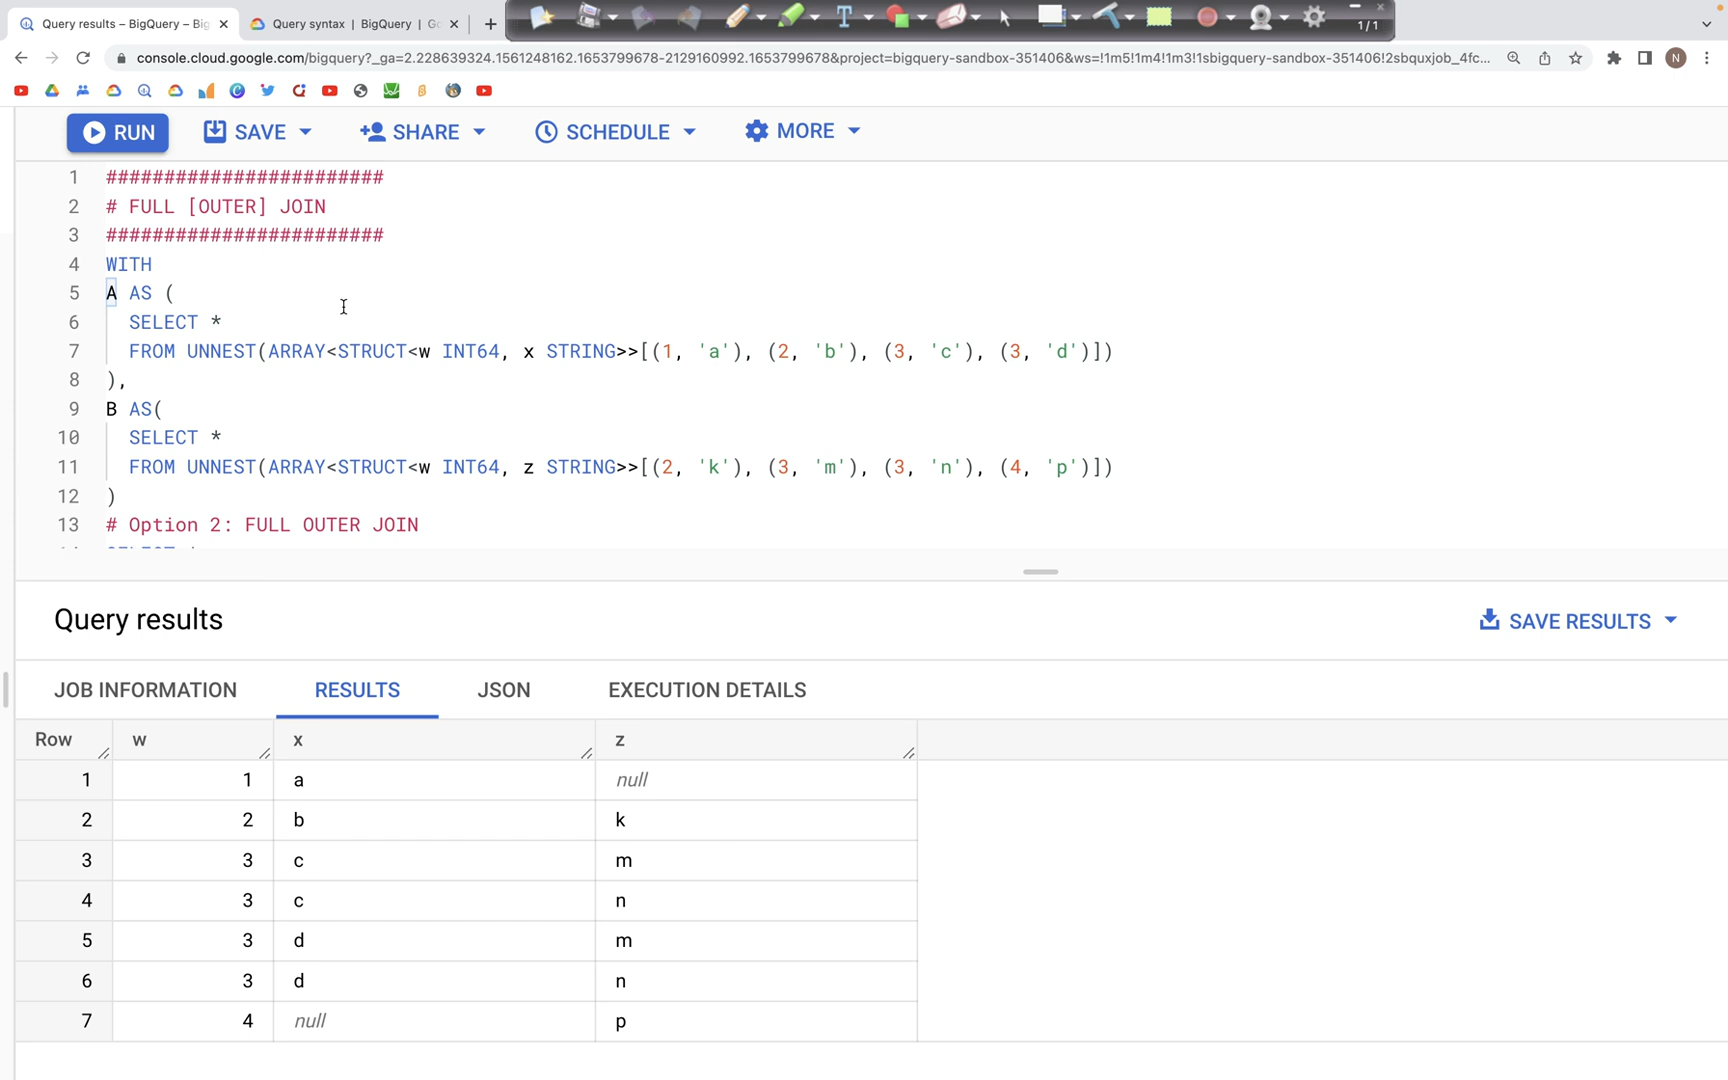 Query results – BigQuery – Big
Query syntax | BigQuery | Go
1/1
console.cloud.google.com/bigquery?_ga=2.228639324.1561248162.1653799678-2129160992.1653799678&project=bigquery-sandbox-351406&ws=!1m5!1m4!1m3!1sbigquery-sandbox-351406!2sbquxjob_4fc...
N
RUN SAVE SHARE SCHEDULE MORE
1 ########################
2 # FULL [OUTER] JOIN
3 ########################
4 WITH
5 A AS (
6 SELECT *
7 FROM UNNEST(ARRAY<STRUCT<w INT64, x STRING>>[(1, 'a'), (2, 'b'), (3, 'c'), (3, 'd')])
8 ),
9 B AS(
10 SELECT *
11 FROM UNNEST(ARRAY<STRUCT<w INT64, z STRING>>[(2, 'k'), (3, 'm'), (3, 'n'), (4, 'p')])
12 )
13 # Option 2: FULL OUTER JOIN
Query results
SAVE RESULTS
JOB INFORMATION RESULTS JSON EXECUTION DETAILS
Row w x z
1 1 a null
2 2 b k
3 3 c m
4 3 c n
5 3 d m
6 3 d n
7 4 null p